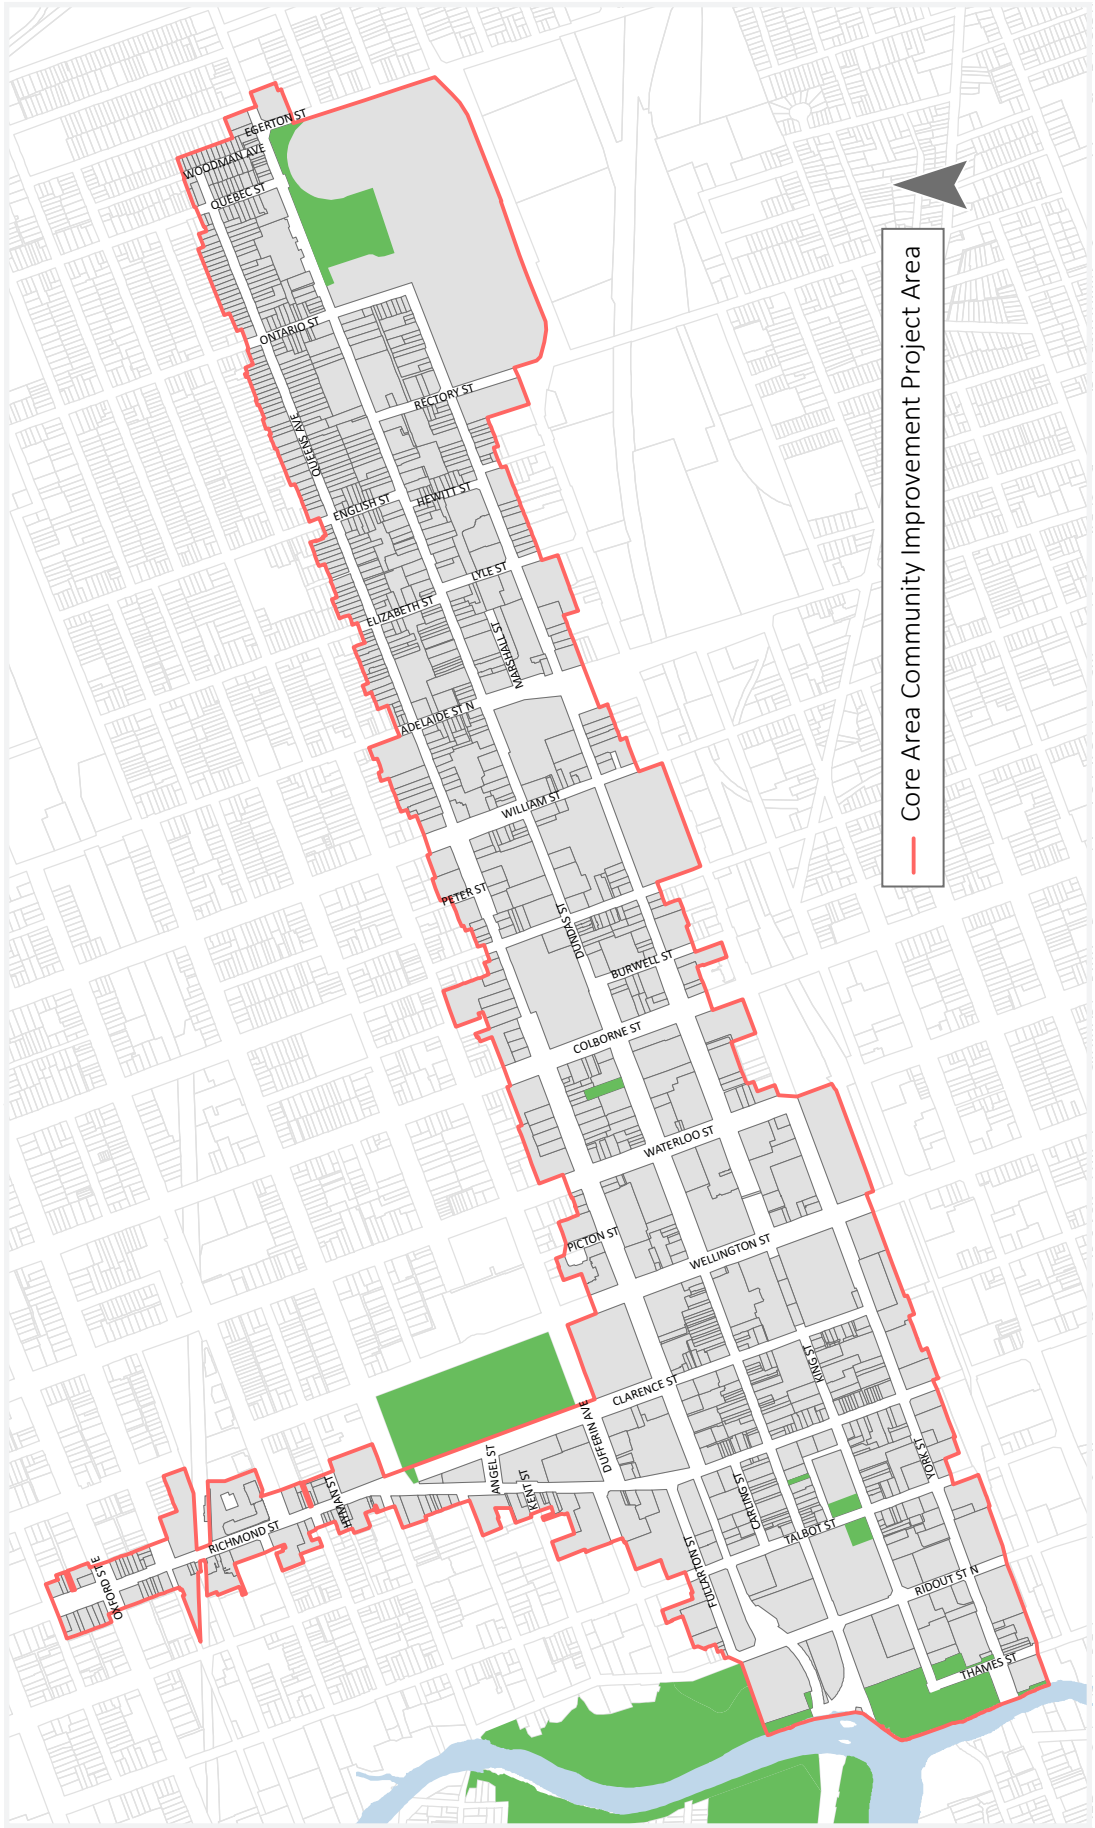 EGERTON ST
WOODMAN AVE
QUEBEC ST
ONTARIO ST
RECTORY ST
QUEENS AVE
ENGLISH ST
HEWITT ST
LYLE ST
ELIZABETH ST
MARSHALL ST
ADELAIDE ST N
WILLIAM ST
PETER ST
DUNDAS ST
BURWELL ST
COLBORNE ST
WATERLOO ST
PICTON ST
WELLINGTON ST
KING ST
CLARENCE ST
DUFFERIN AVE
ANGEL ST
KENT ST
YORK ST
HYMAN ST
CARLING ST
TALBOT ST
RICHMOND ST
FULLARTON ST
OXFORD ST E
RIDOUT ST N
THAMES ST
Core Area Community Improvement Project Area